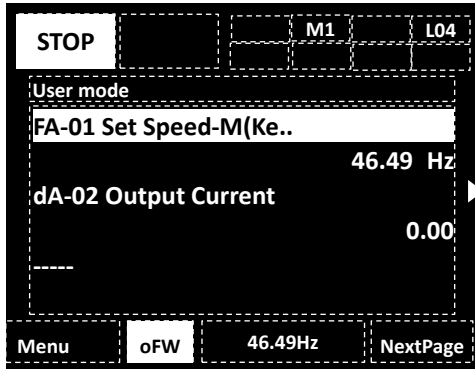 STOP M1 L04
User mode
FA-01 Set Speed-M(Ke..
46.49 Hz
dA-02 Output Current
0.00
-----
Menu oFW 46.49Hz NextPage